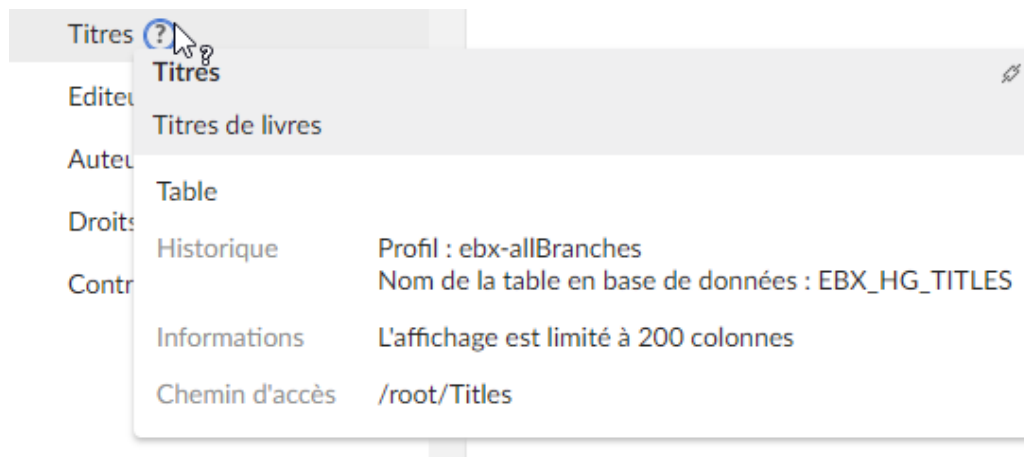 Titres ?
Titres
Titres de livres
Table
Historique
Profil : ebx-allBranches
Nom de la table en base de données : EBX_HG_TITLES
Informations
L'affichage est limité à 200 colonnes
Chemin d'accès
/root/Titles